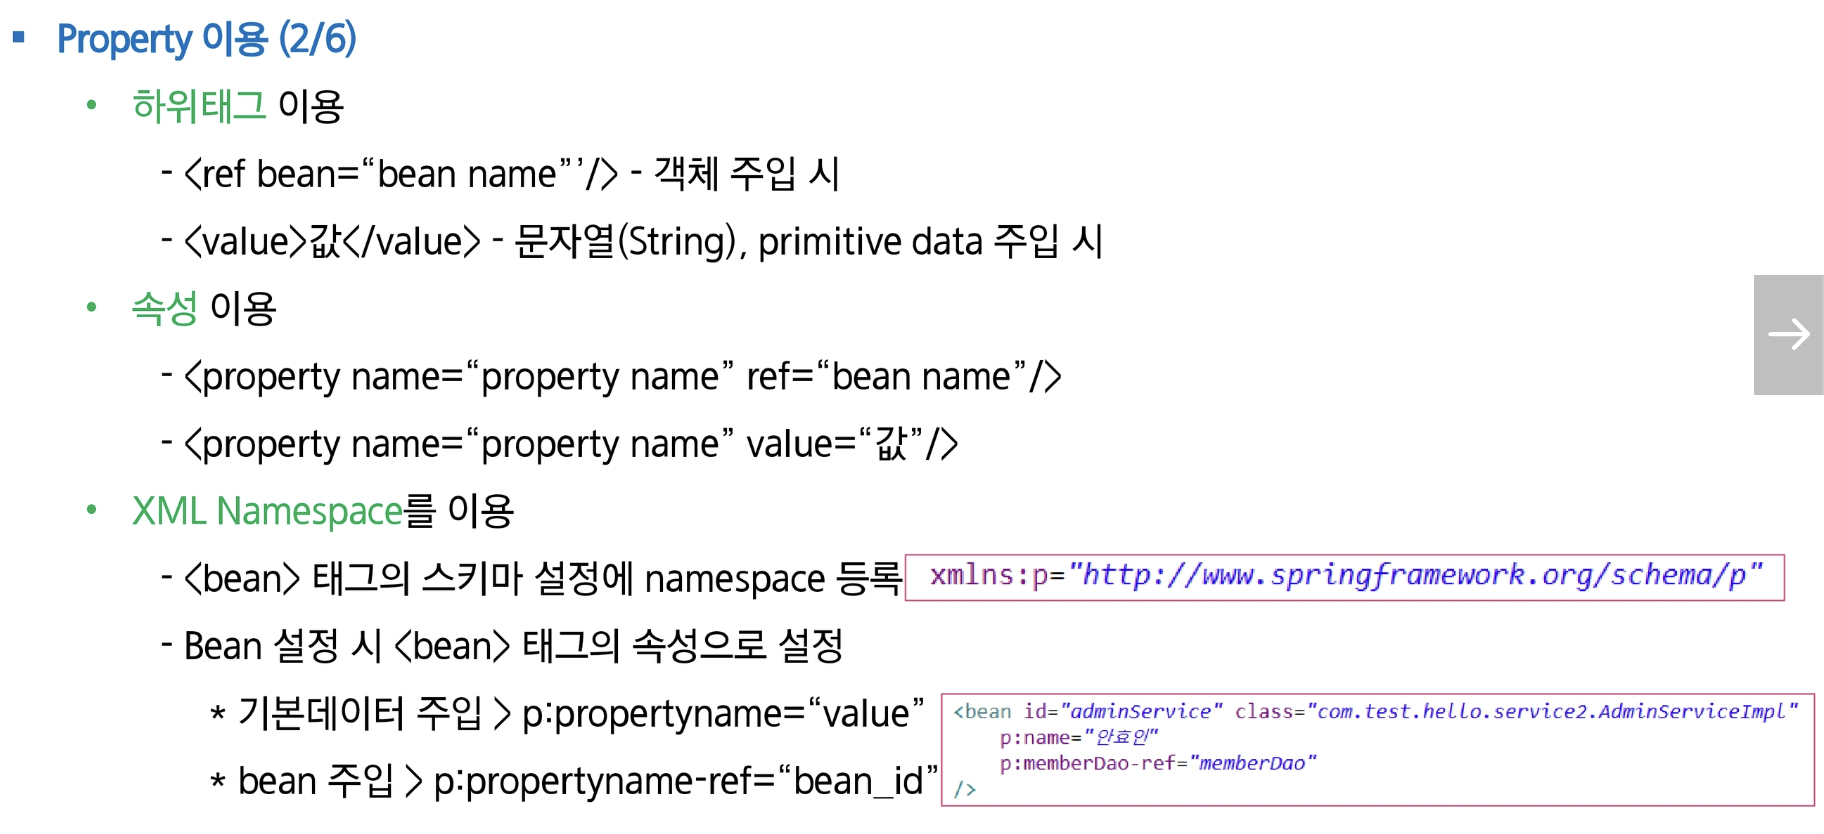 ▪ Property 이용 (2/6)
• 하위태그 이용
- <ref bean=“bean name”’/> - 객체 주입 시
- <value>값</value> - 문자열(String), primitive data 주입 시
• 속성 이용
- <property name=“property name” ref=“bean name”/>
- <property name=“property name” value=“값”/>
• XML Namespace를 이용
- <bean> 태그의 스키마 설정에 namespace 등록 xmlns:p="http://www.springframework.org/schema/p"
- Bean 설정 시 <bean> 태그의 속성으로 설정
* 기본데이터 주입 > p:propertyname=“value”
* bean 주입 > p:propertyname-ref=“bean_id”
<bean id="adminService" class="com.test.hello.service2.AdminServiceImpl"
p:name="안효인"
p:memberDao-ref="memberDao"
/>